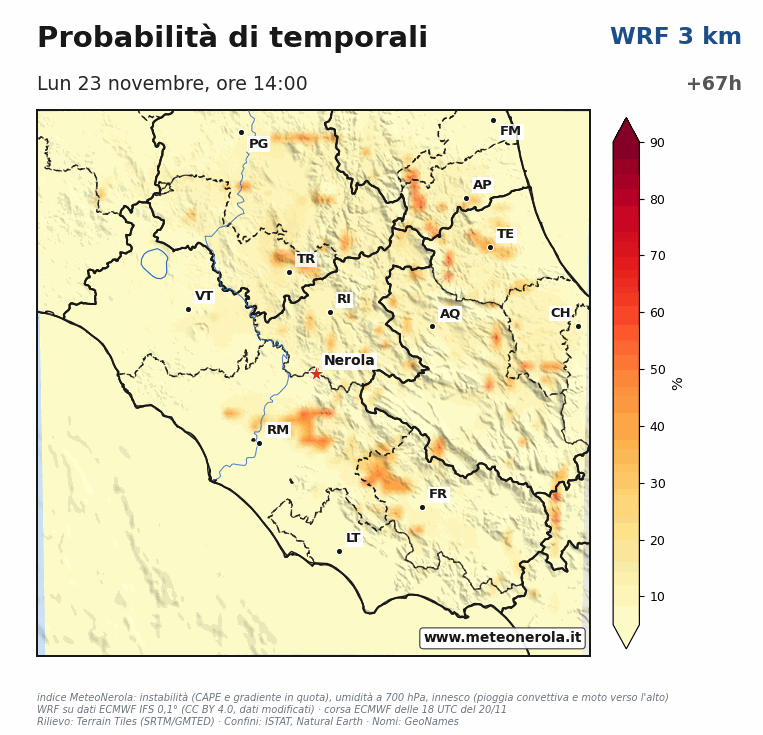 Probabilità di temporali
WRF 3 km
Lun 23 novembre, ore 14:00
+67h
FM
PG
AP
TE
TR
VT
RI
AQ
CH
Nerola
RM
FR
LT
www.meteonerola.it
90
80
70
60
50
40
30
20
10
%
indice MeteoNerola: instabilità (CAPE e gradiente in quota), umidità a 700 hPa, innesco (pioggia convettiva e moto verso l'alto)
WRF su dati ECMWF IFS 0,1° (CC BY 4.0, dati modificati) · corsa ECMWF delle 18 UTC del 20/11
Rilievo: Terrain Tiles (SRTM/GMTED) · Confini: ISTAT, Natural Earth · Nomi: GeoNames